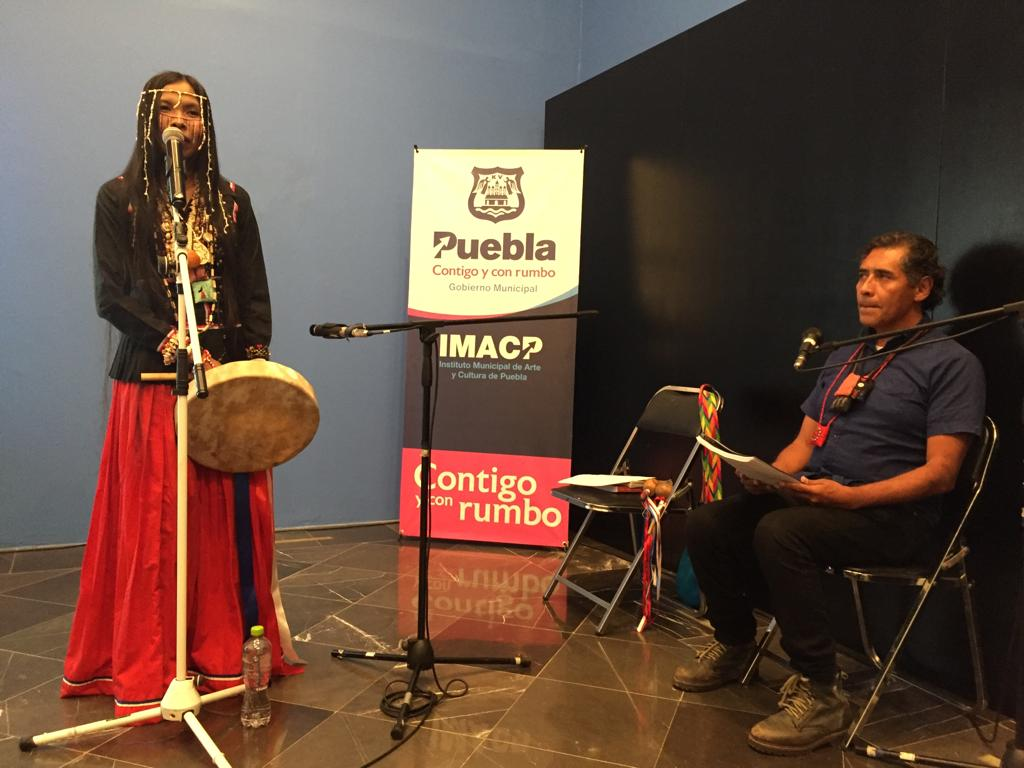 Puebla
Contigo y con rumbo
Gobierno Municipal
IMACP
Instituto Municipal de Arte
y Cultura de Puebla
Contigo
y con rumbo